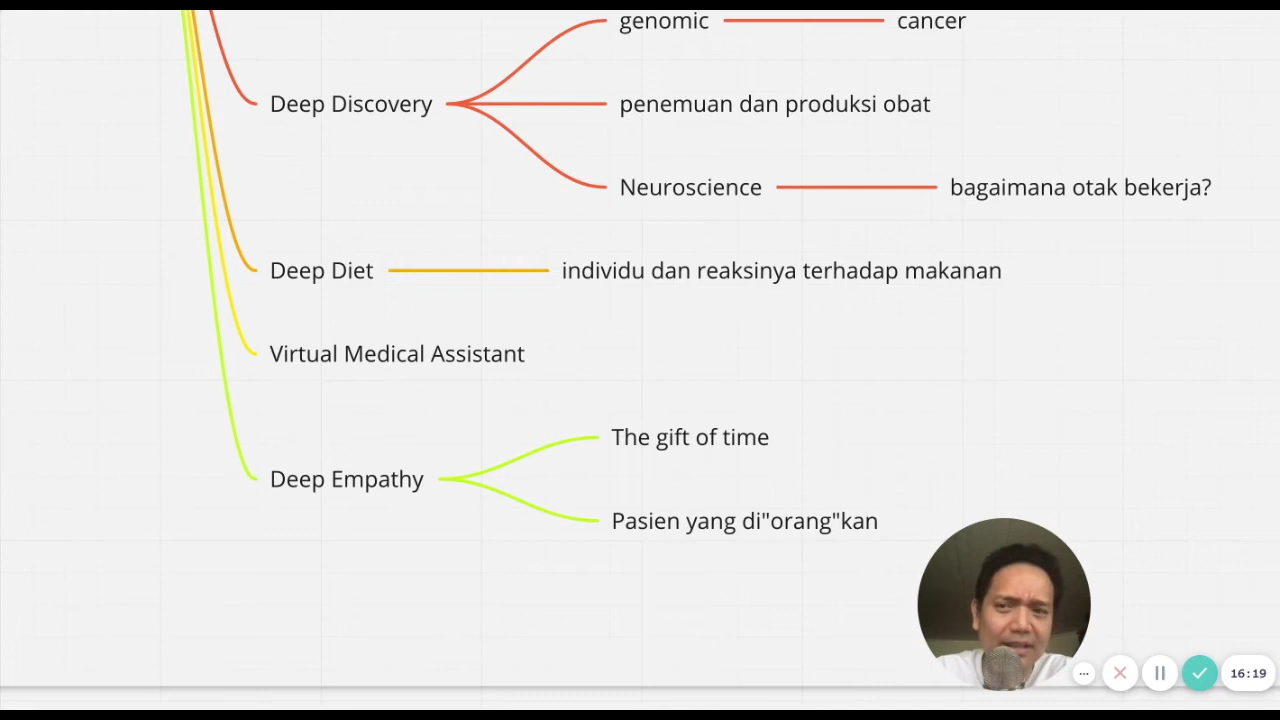 genomic
cancer
Deep Discovery
penemuan dan produksi obat
Neuroscience
bagaimana otak bekerja?
Deep Diet
individu dan reaksinya terhadap makanan
Virtual Medical Assistant
The gift of time
Deep Empathy
Pasien yang di"orang"kan
16:19